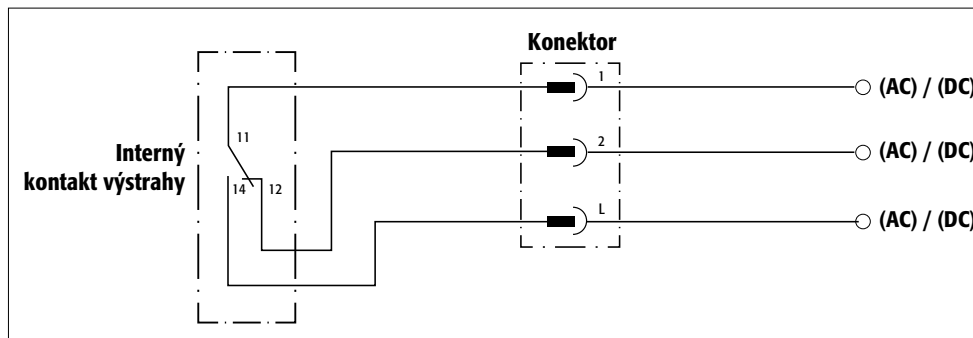 Konektor
1
(AC) / (DC)
11
Interný
kontakt výstrahy
2
(AC) / (DC)
14
12
L
(AC) / (DC)